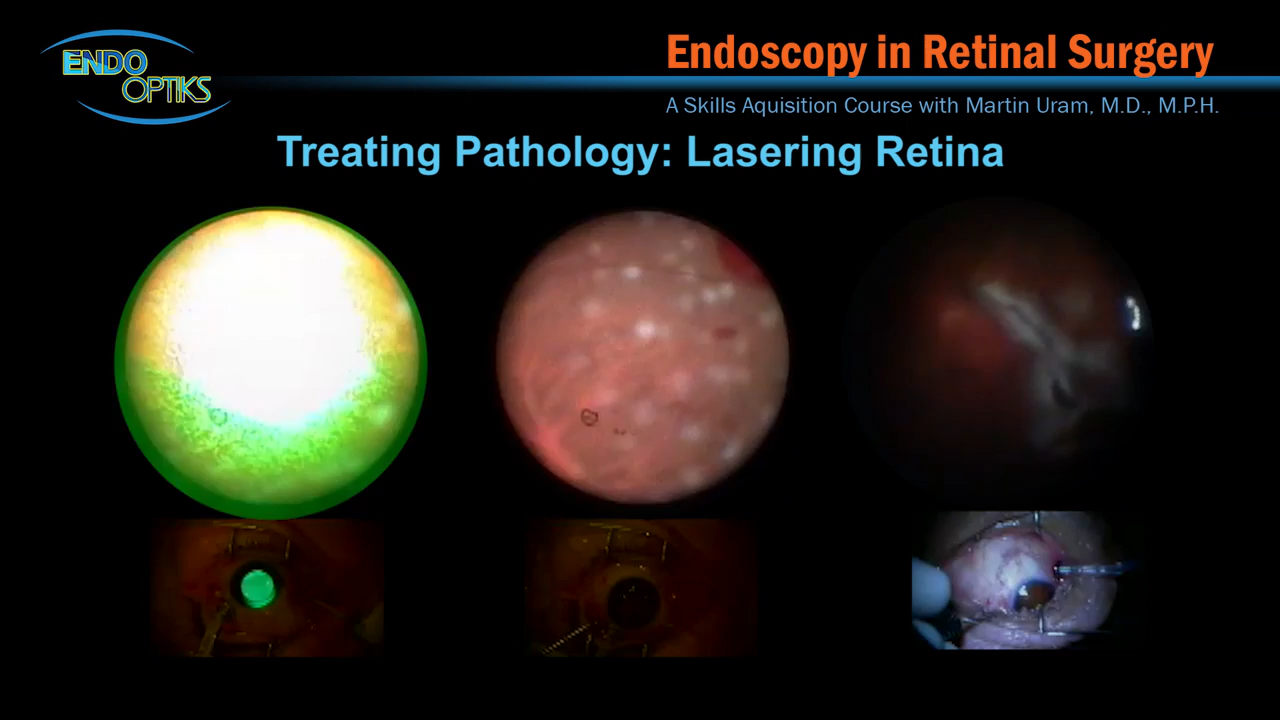 ENDO
OPTIKS
Endoscopy in Retinal Surgery
A Skills Aquisition Course with Martin Uram, M.D., M.P.H.
Treating Pathology: Lasering Retina